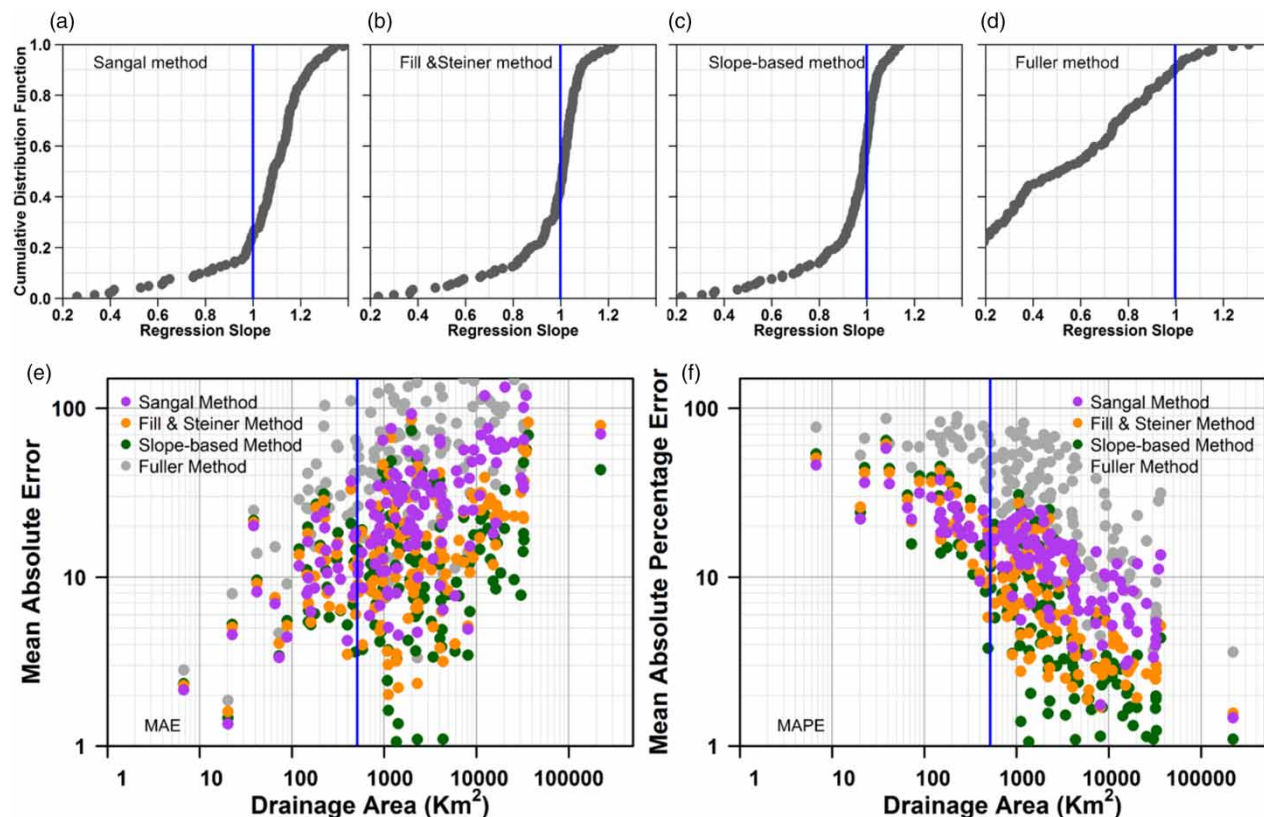 (a)
(b)
(c)
(d)
Cumulative Distribution Function
1.0
0.8
0.6
0.4
0.2
0.0
Sangal method
Fill &Steiner method
Slope-based method
Fuller method
0.2 0.4 0.6 0.8 1 1.2
0.2 0.4 0.6 0.8 1 1.2
0.2 0.4 0.6 0.8 1 1.2
0.2 0.4 0.6 0.8 1 1.2
Regression Slope
Regression Slope
Regression Slope
Regression Slope
(e)
Mean Absolute Error
100
10
1
Sangal Method
Fill & Steiner Method
Slope-based Method
Fuller Method
MAE
1 10 100 1000 10000 100000
Drainage Area (Km²)
(f)
Mean Absolute Percentage Error
100
10
1
Sangal Method
Fill & Steiner Method
Slope-based Method
Fuller Method
MAPE
1 10 100 1000 10000 100000
Drainage Area (Km²)